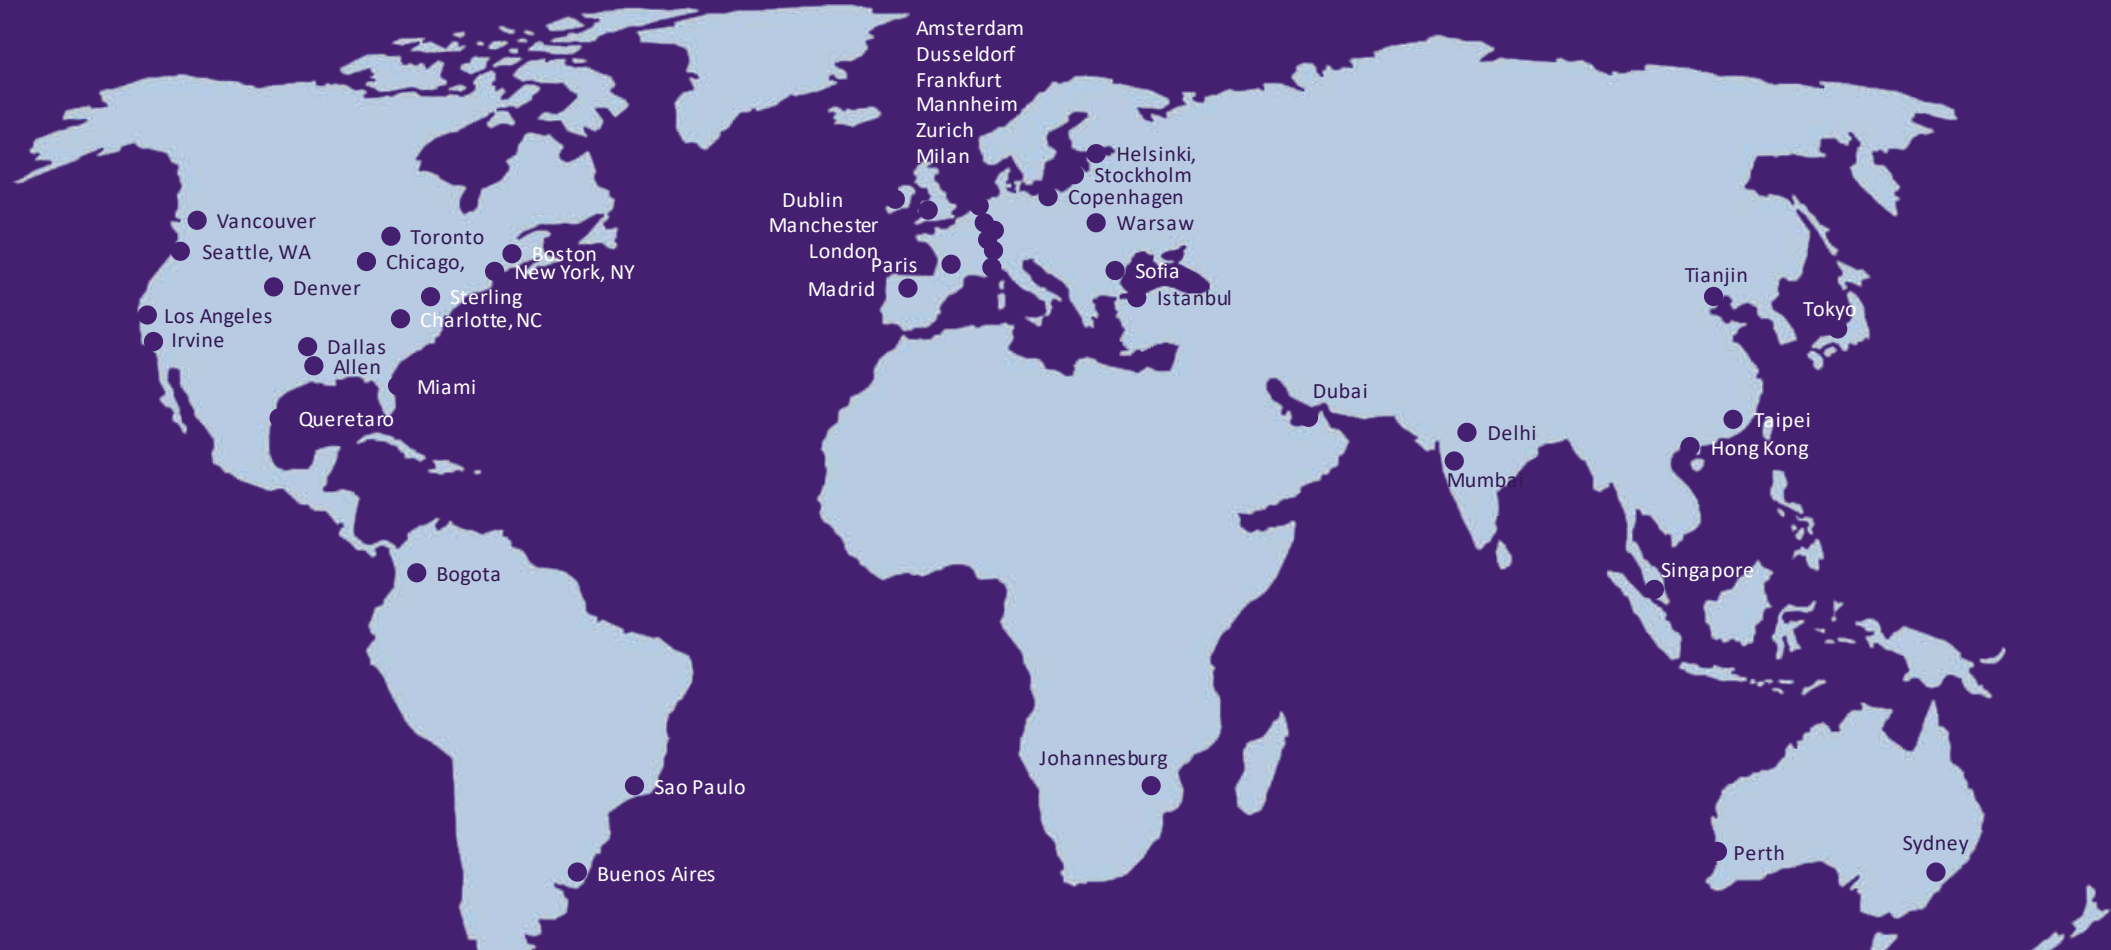 Amsterdam
Dusseldorf
Frankfurt
Mannheim
Zurich
Milan
Helsinki,
Stockholm
Copenhagen
Warsaw
Dublin
Manchester
London
Paris
Madrid
Sofia
Istanbul
Vancouver
Seattle, WA
Toronto
Chicago,
Boston
New York, NY
Denver
Sterling
Charlotte, NC
Los Angeles
Irvine
Dallas
Allen
Miami
Queretaro
Bogota
Sao Paulo
Buenos Aires
Johannesburg
Dubai
Delhi
Mumbai
Tianjin
Tokyo
Taipei
Hong Kong
Singapore
Perth
Sydney